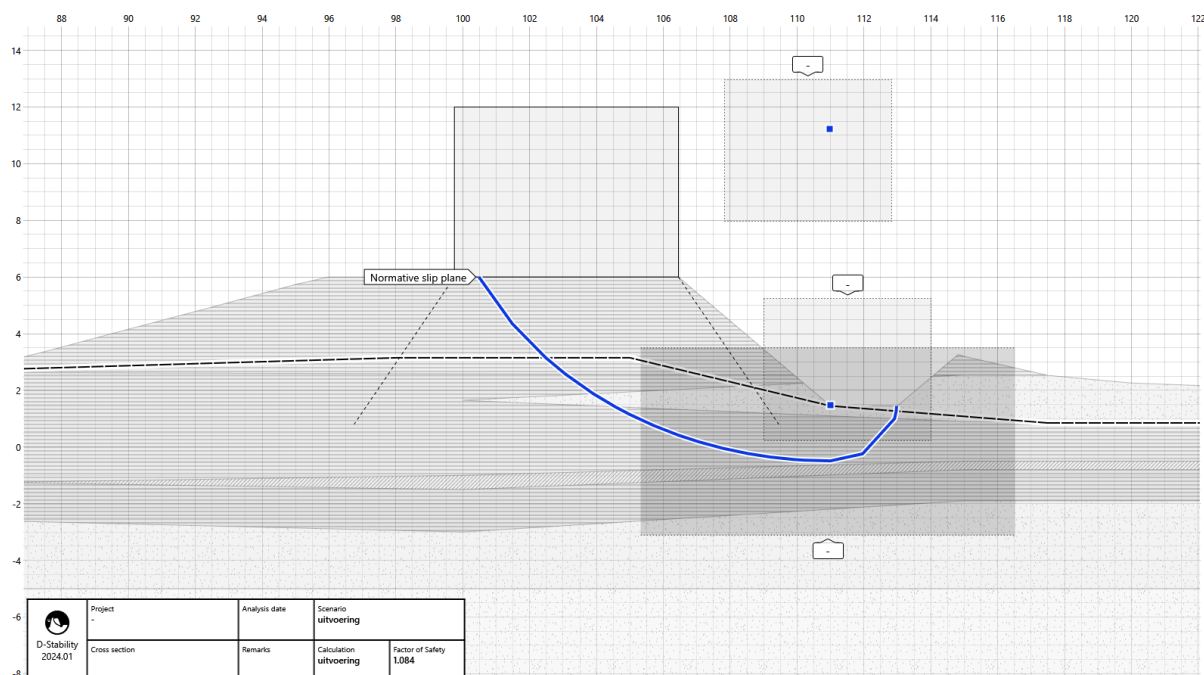 88 90 92 94 96 98 100 102 104 106 108 110 112 114 116 118 120 122
14
-
12
10
8
6
Normative slip plane
-
4
2
0
-2
-
-4
-6
-8
D-Stability
2024.01
Project
-
Analysis date
Scenario
uitvoering
Cross section
Remarks
Calculation
uitvoering
Factor of Safety
1.084